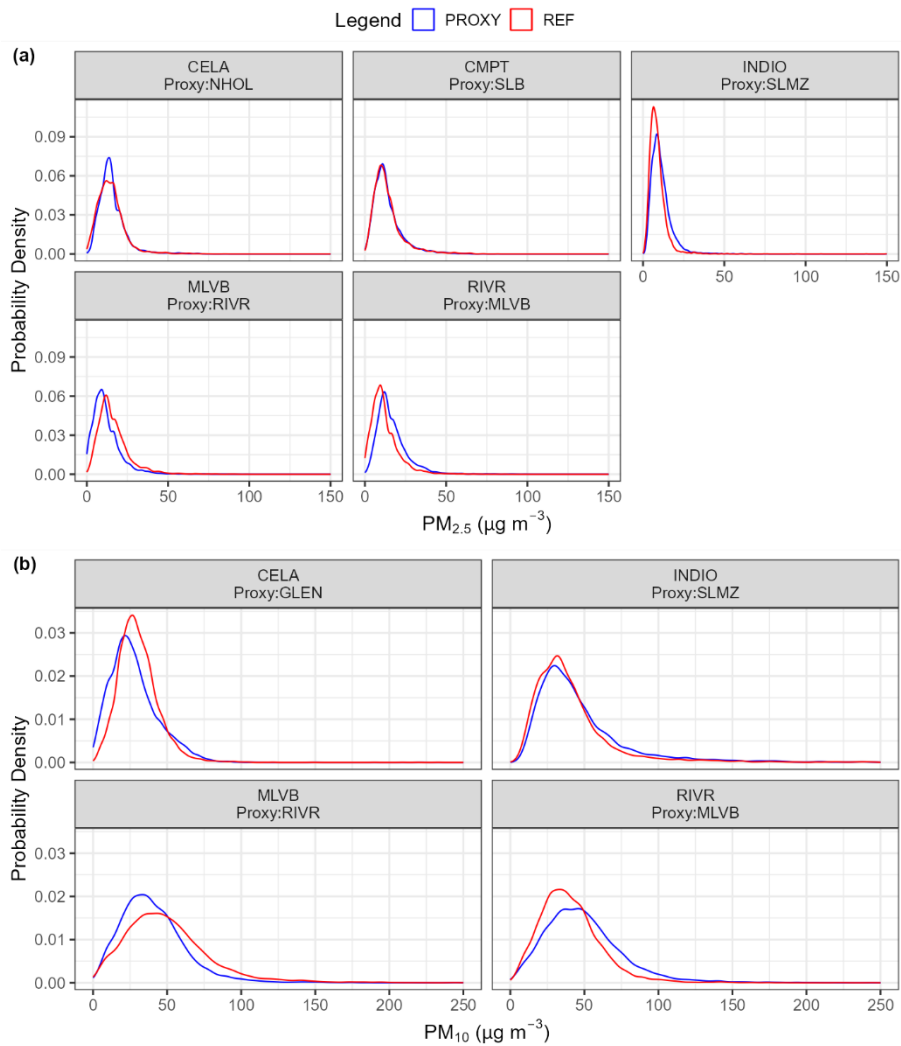 Legend PROXY REF
(a)
CELA
Proxy:NHOL
CMPT
Proxy:SLB
INDIO
Proxy:SLMZ
0.09
0.06
0.03
0.00
0 50 100 150
MLVB
Proxy:RIVR
RIVR
Proxy:MLVB
0.09
0.06
0.03
0.00
0 50 100 150
0 50 100 150
Probability Density
PM₂.₅ (µg m⁻³)
(b)
CELA
Proxy:GLEN
INDIO
Proxy:SLMZ
0.03
0.02
0.01
0.00
MLVB
Proxy:RIVR
RIVR
Proxy:MLVB
0.03
0.02
0.01
0.00
0 50 100 150 200 250
0 50 100 150 200 250
Probability Density
PM₁₀ (µg m⁻³)